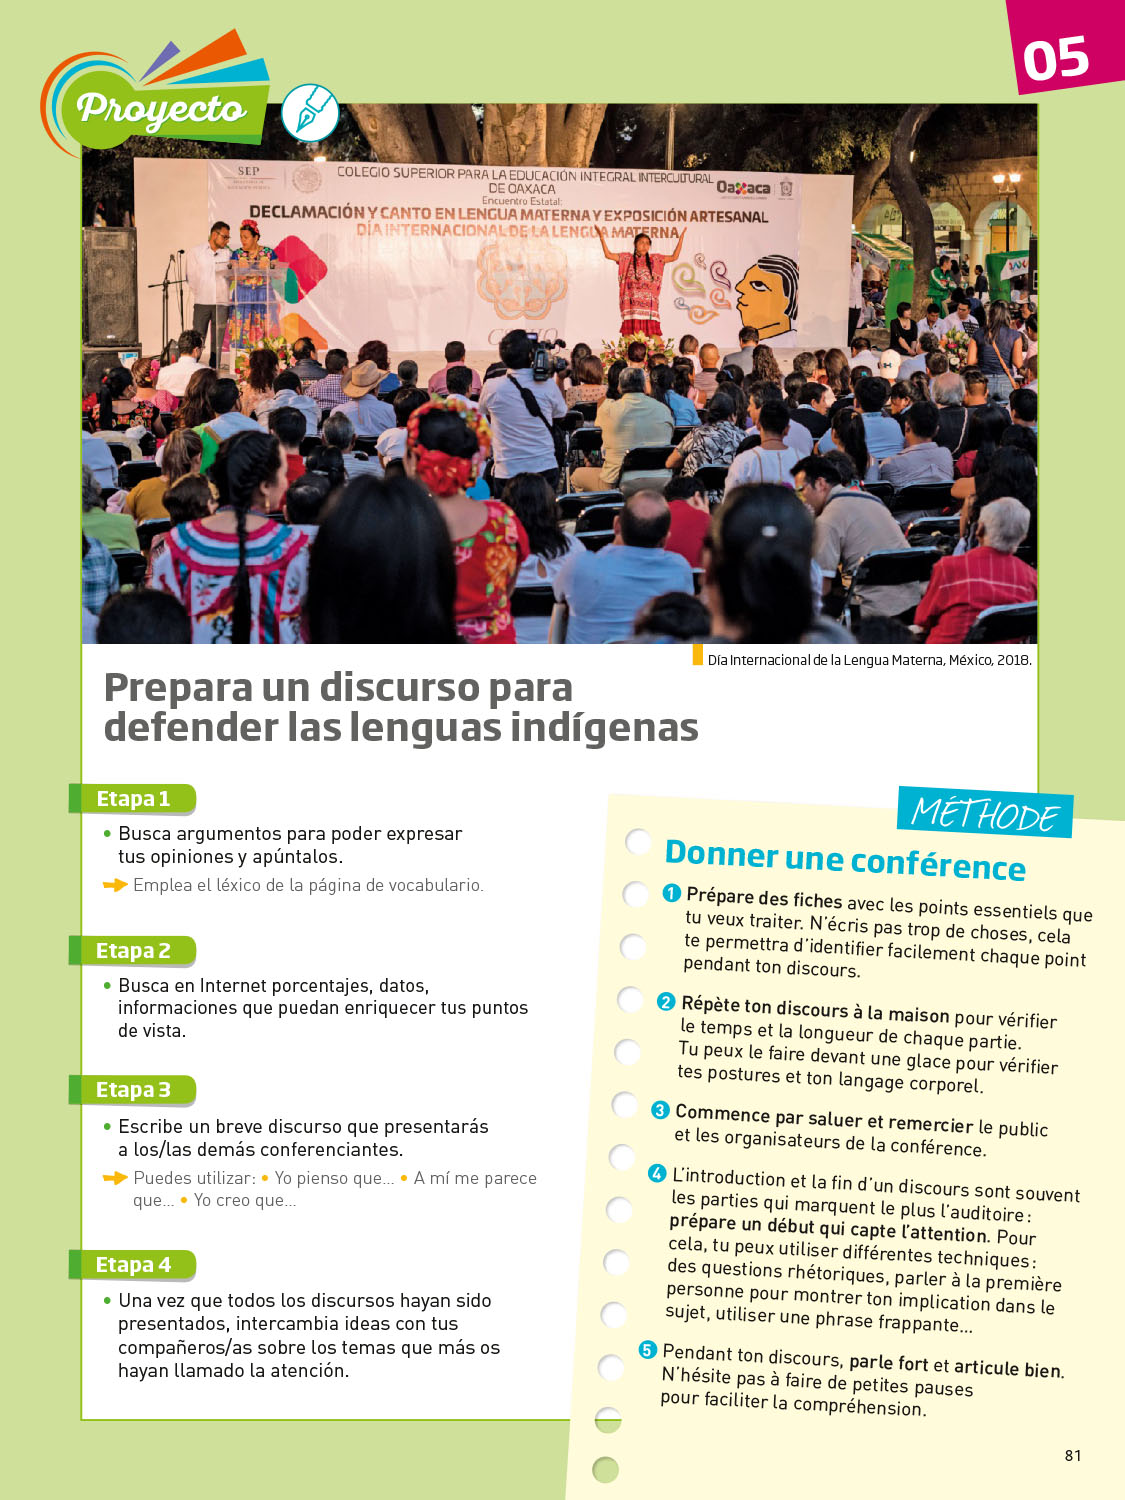 05
Proyecto
SEP
COLEGIO SUPERIOR PARA LA EDUCACIÓN INTEGRAL INTERCULTURAL
DE OAXACA
Oaxaca
Encuentro Estatal:
DECLAMACIÓN Y CANTO EN LENGUA MATERNA Y EXPOSICIÓN ARTESANAL
DÍA INTERNACIONAL DE LA LENGUA MATERNA
Día Internacional de la Lengua Materna, México, 2018.
Prepara un discurso para
defender las lenguas indígenas
Etapa 1
• Busca argumentos para poder expresar
tus opiniones y apúntalos.
Emplea el léxico de la página de vocabulario.
Etapa 2
• Busca en Internet porcentajes, datos,
informaciones que puedan enriquecer tus puntos
de vista.
Etapa 3
• Escribe un breve discurso que presentarás
a los/las demás conferenciantes.
Puedes utilizar: • Yo pienso que... • A mí me parece
que... • Yo creo que...
Etapa 4
• Una vez que todos los discursos hayan sido
presentados, intercambia ideas con tus
compañeros/as sobre los temas que más os
hayan llamado la atención.
MÉTHODE
Donner une conférence
1 Prépare des fiches avec les points essentiels que
tu veux traiter. N'écris pas trop de choses, cela
te permettra d'identifier facilement chaque point
pendant ton discours.
2 Répète ton discours à la maison pour vérifier
le temps et la longueur de chaque partie.
Tu peux le faire devant une glace pour vérifier
tes postures et ton langage corporel.
3 Commence par saluer et remercier le public
et les organisateurs de la conférence.
4 L'introduction et la fin d'un discours sont souvent
les parties qui marquent le plus l'auditoire :
prépare un début qui capte l'attention. Pour
cela, tu peux utiliser différentes techniques :
des questions rhétoriques, parler à la première
personne pour montrer ton implication dans le
sujet, utiliser une phrase frappante...
5 Pendant ton discours, parle fort et articule bien.
N'hésite pas à faire de petites pauses
pour faciliter la compréhension.
81